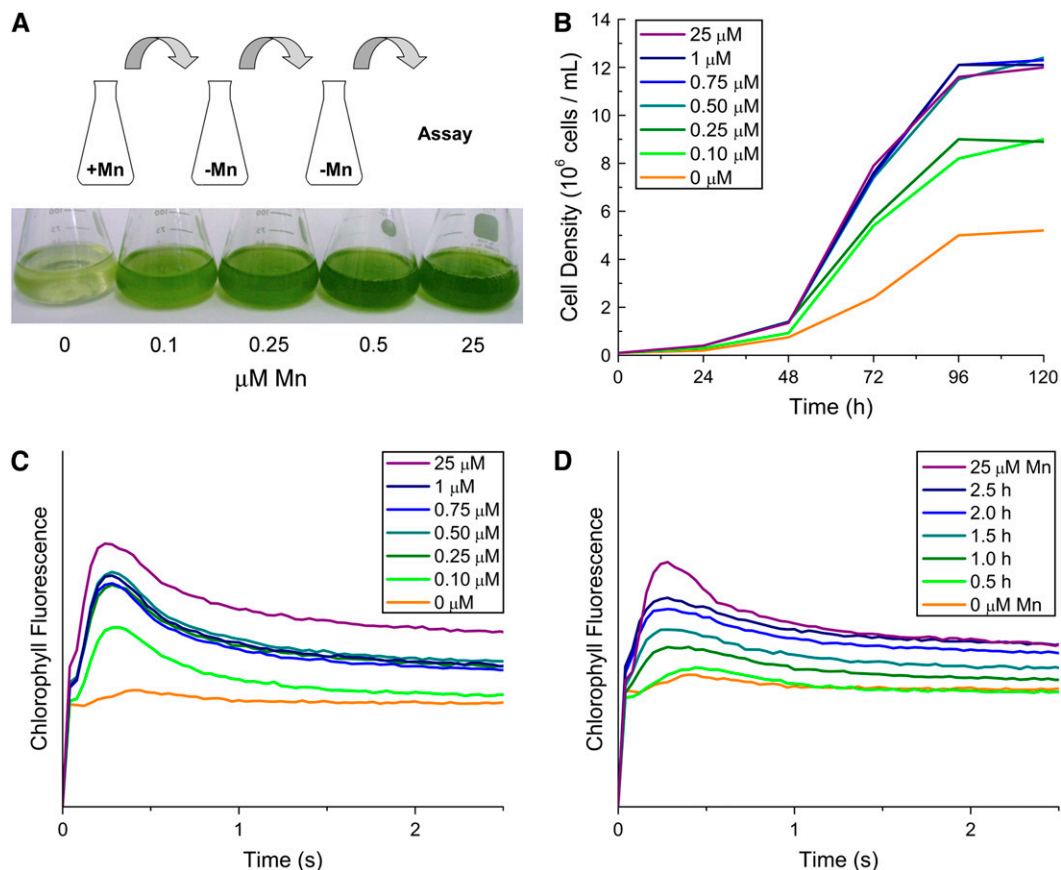 A
+Mn
-Mn
-Mn
Assay
0
0.1
0.25
0.5
25
μM Mn
B
25 μM
1 μM
0.75 μM
0.50 μM
0.25 μM
0.10 μM
0 μM
14
12
10
8
6
4
2
0
Cell Density (10⁶ cells / mL)
0
24
48
72
96
120
Time (h)
C
25 μM
1 μM
0.75 μM
0.50 μM
0.25 μM
0.10 μM
0 μM
Chlorophyll Fluorescence
0
1
2
Time (s)
D
25 μM Mn
2.5 h
2.0 h
1.5 h
1.0 h
0.5 h
0 μM Mn
Chlorophyll Fluorescence
0
1
2
Time (s)